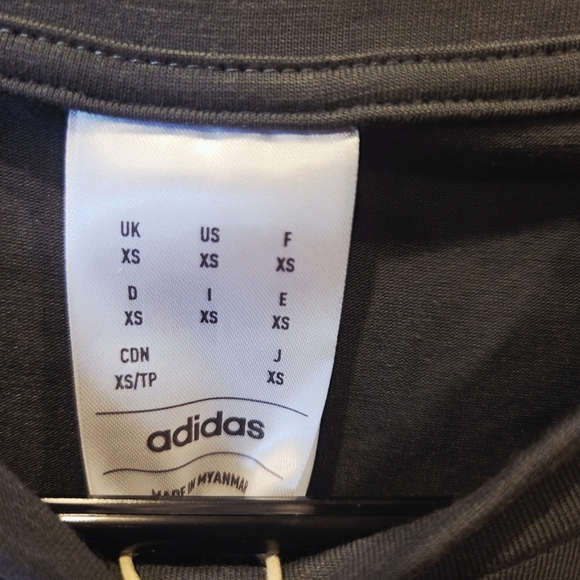 UK US F
XS XS XS
D I E
XS XS XS
CDN J
XS/TP XS
adidas
MADE IN MYANMAR